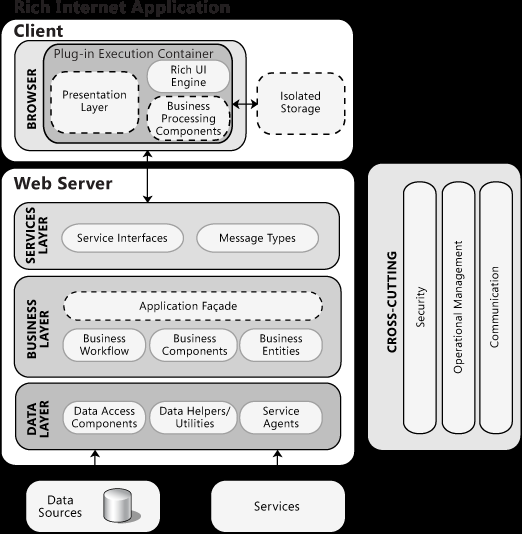 Rich Internet Application
Client
BROWSER
Plug-in Execution Container
Presentation
Layer
Rich UI
Engine
Business
Processing
Components
Isolated
Storage
Web Server
SERVICES
LAYER
Service Interfaces
Message Types
BUSINESS
LAYER
Application Façade
Business
Workflow
Business
Components
Business
Entities
DATA
LAYER
Data Access
Components
Data Helpers/
Utilities
Service
Agents
Data
Sources
Services
CROSS-CUTTING
Security
Operational Management
Communication